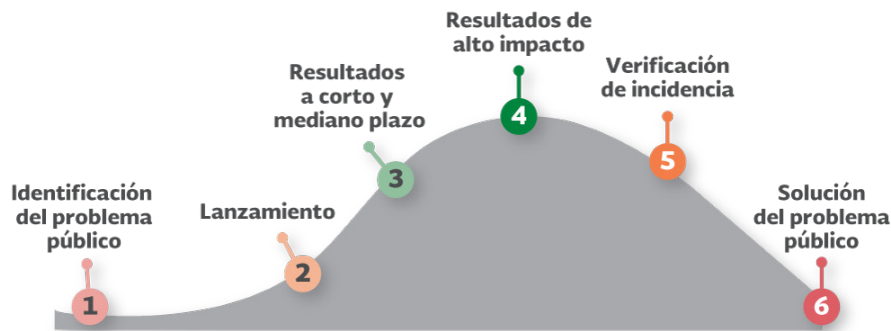 Identificación
del problema
público
1
Lanzamiento
2
Resultados
a corto y
mediano plazo
3
Resultados de
alto impacto
4
Verificación
de incidencia
5
Solución
del problema
público
6